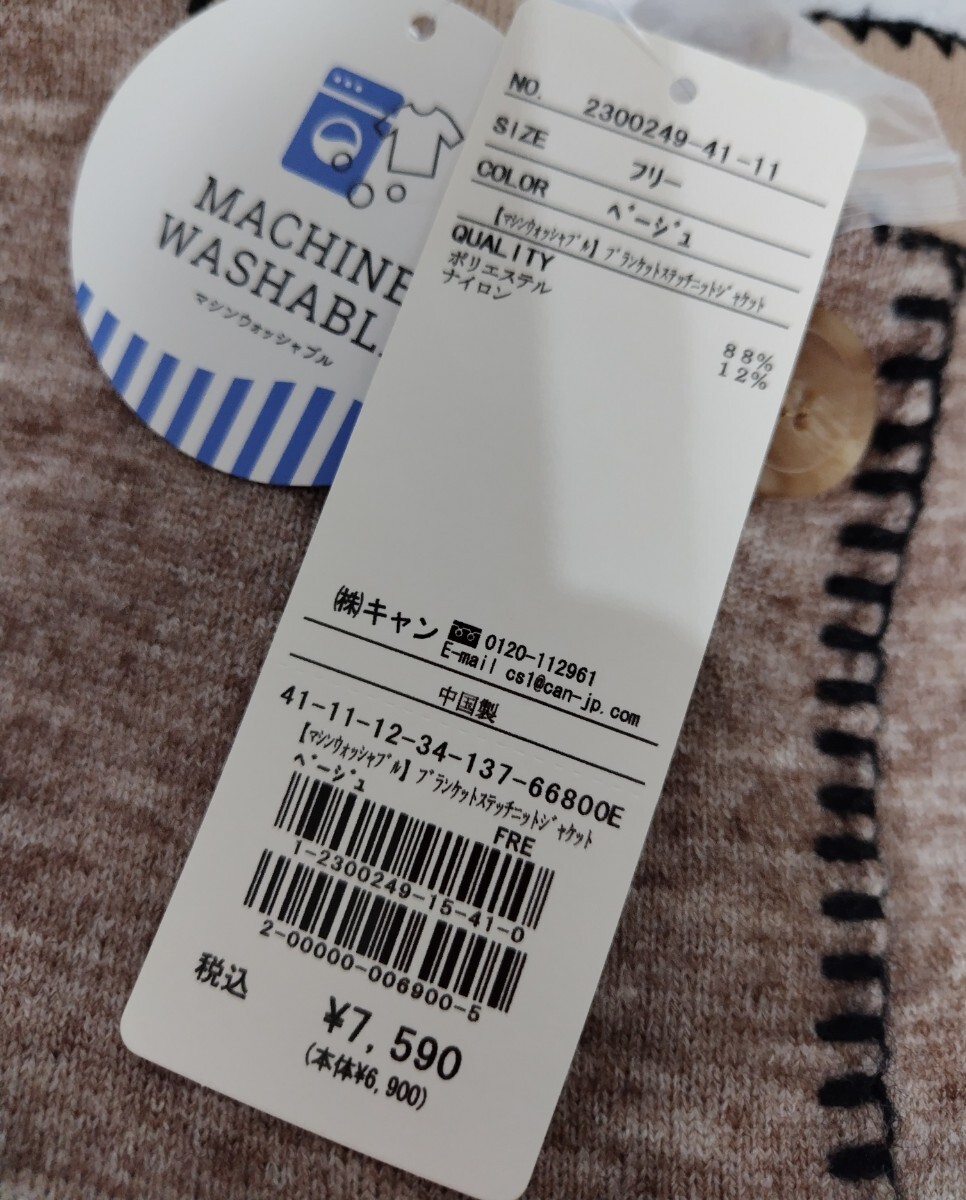 MACHINE
WASHABL
マシンウォッシャブル
NO. 2300249-41-11
SIZE フリー
COLOR ベージュ
【マシンウォッシャブル】ブランケットステッチニットジャケット
QUALITY
ポリエステル 88%
ナイロン 12%
㈱キャン 0120-112961
E-mail cs1@can-jp.com
中国製
41-11-12-34-137-66800E
【マシンウォッシャブル】ブランケットステッチニットジャケット
ベージュ FRE
1-2300249-15-41-0
2-00000-006900-5
税込 ¥7,590
(本体¥6,900)